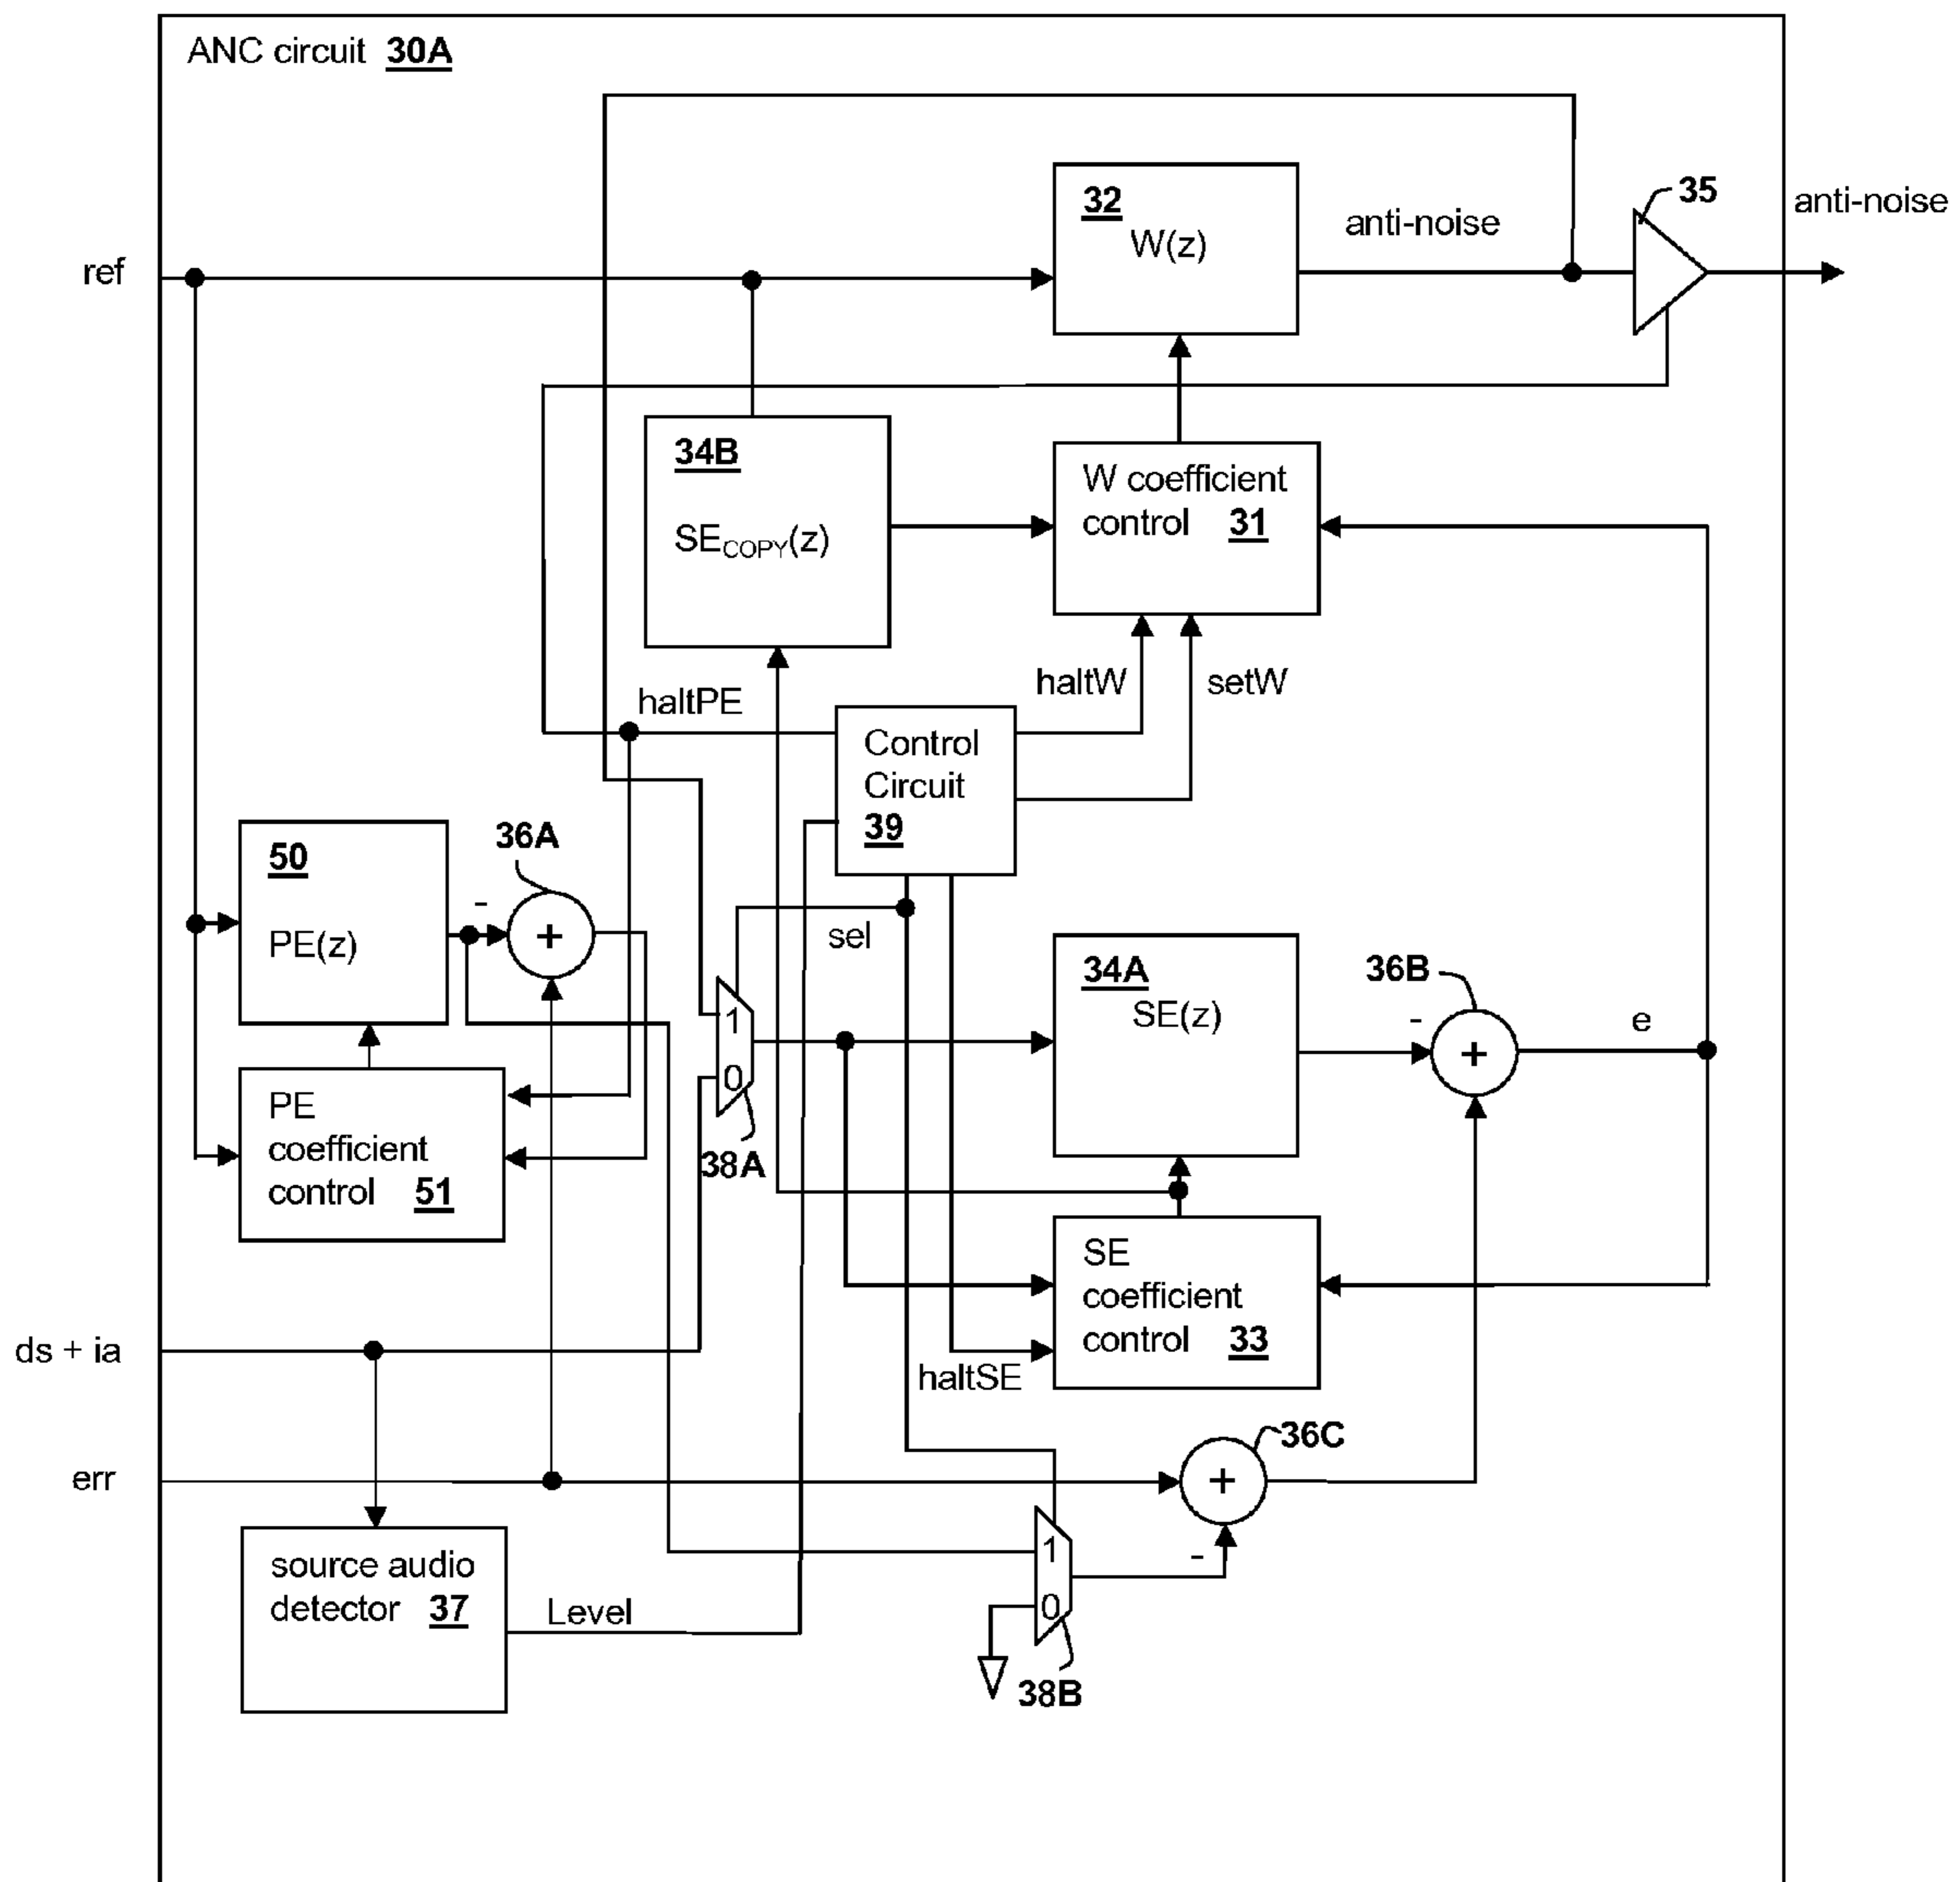 ANC circuit 30A
32
W(z)
anti-noise
35
anti-noise
ref
34B
SECOPY(z)
W coefficient
control 31
haltPE
haltW
setW
Control
Circuit
39
36A
50
PE(z)
-
+
sel
34A
SE(z)
36B
-
+
e
1
0
38A
PE
coefficient
control 51
SE
coefficient
control 33
ds + ia
haltSE
36C
err
+
source audio
detector 37
Level
1
0
-
38B